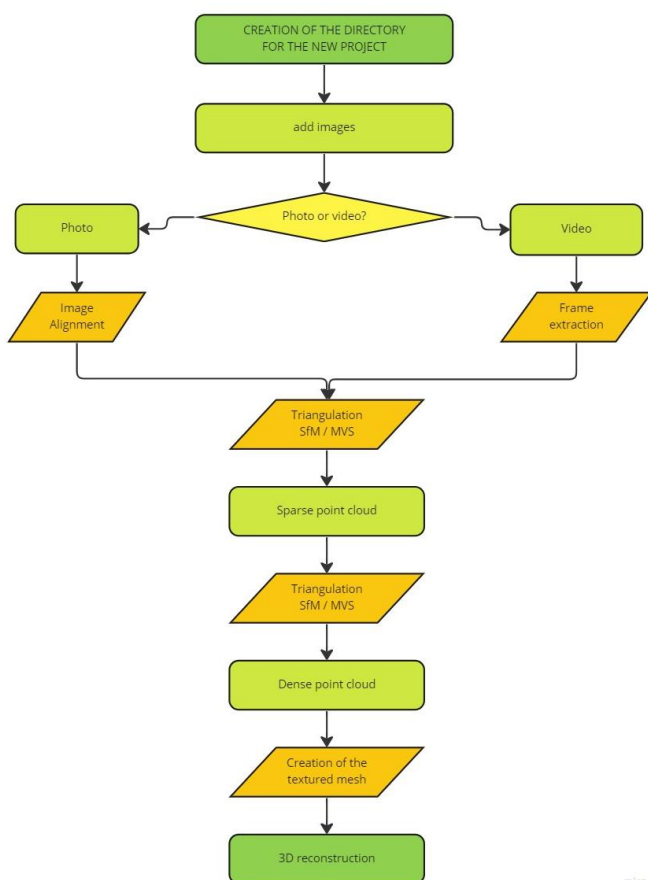 CREATION OF THE DIRECTORY
FOR THE NEW PROJECT
add images
Photo or video?
Photo
Video
Image
Alignment
Frame
extraction
Triangulation
SfM / MVS
Sparse point cloud
Triangulation
SfM / MVS
Dense point cloud
Creation of the
textured mesh
3D reconstruction